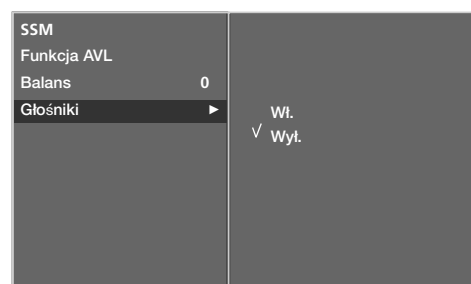 SSM
Funkcja AVL
Balans 0
Głośniki ►
Wł.
√ Wył.